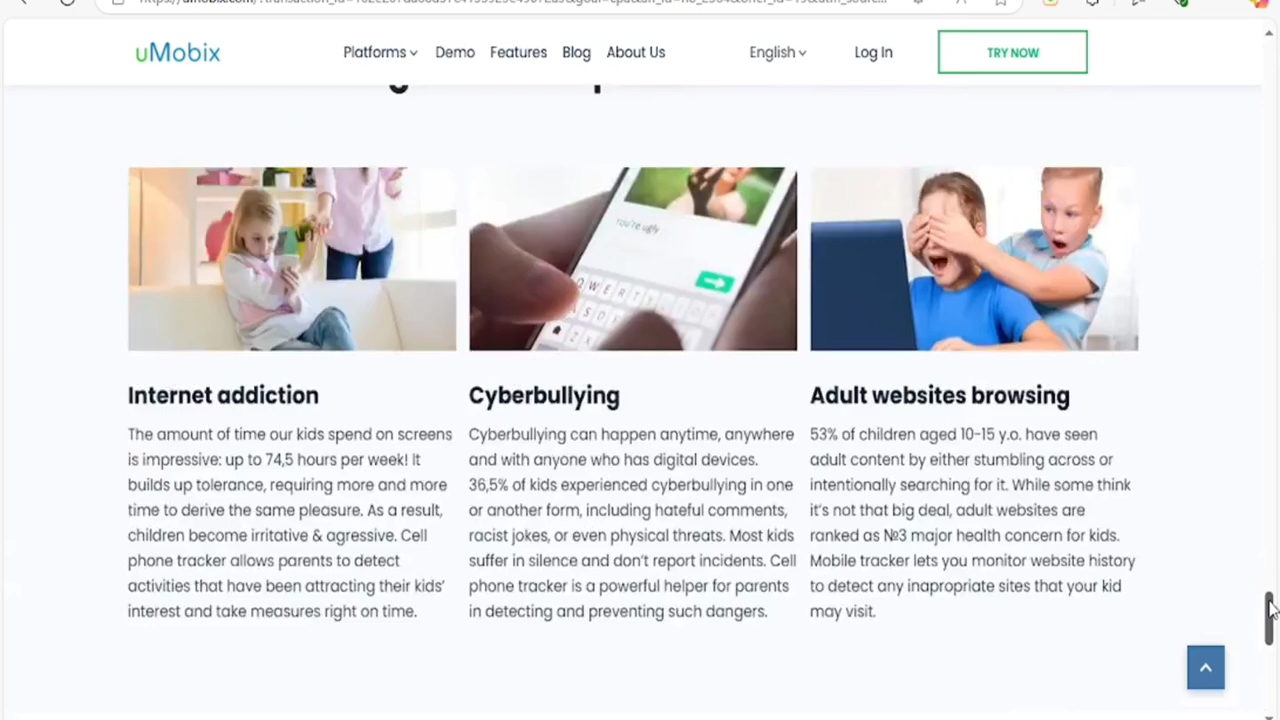 uMobix
Platforms
Demo
Features
Blog
About Us
English
Log In
TRY NOW
You're ugly
Q W E R T Y
Internet addiction
The amount of time our kids spend on screens
is impressive: up to 74,5 hours per week! It
builds up tolerance, requiring more and more
time to derive the same pleasure. As a result,
children become irritative & agressive. Cell
phone tracker allows parents to detect
activities that have been attracting their kids'
interest and take measures right on time.
Cyberbullying
Cyberbullying can happen anytime, anywhere
and with anyone who has digital devices.
36,5% of kids experienced cyberbullying in one
or another form, including hateful comments,
racist jokes, or even physical threats. Most kids
suffer in silence and don't report incidents. Cell
phone tracker is a powerful helper for parents
in detecting and preventing such dangers.
Adult websites browsing
53% of children aged 10-15 y.o. have seen
adult content by either stumbling across or
intentionally searching for it. While some think
it's not that big deal, adult websites are
ranked as №3 major health concern for kids.
Mobile tracker lets you monitor website history
to detect any inapropriate sites that your kid
may visit.